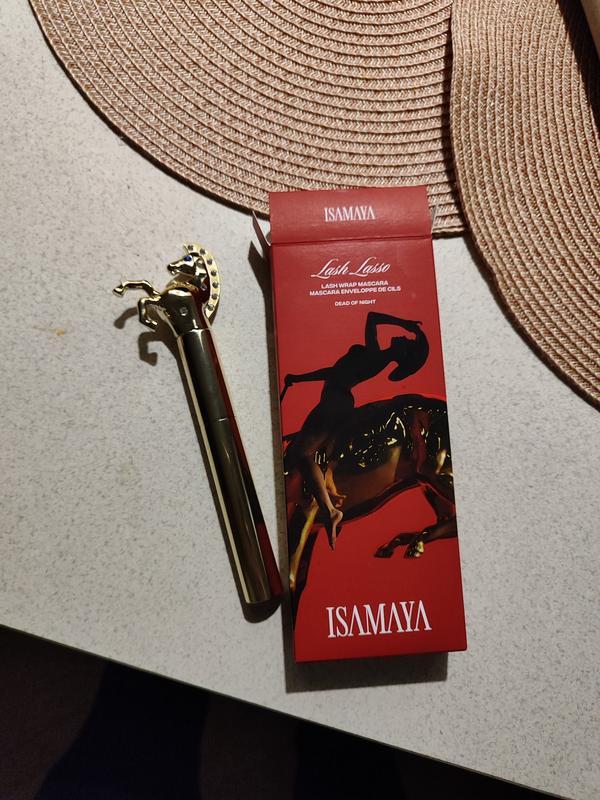 ISAMAYA
Lash Lasso
LASH WRAP MASCARA
MASCARA ENVELOPPE DE CILS
DEAD OF NIGHT
ISAMAYA